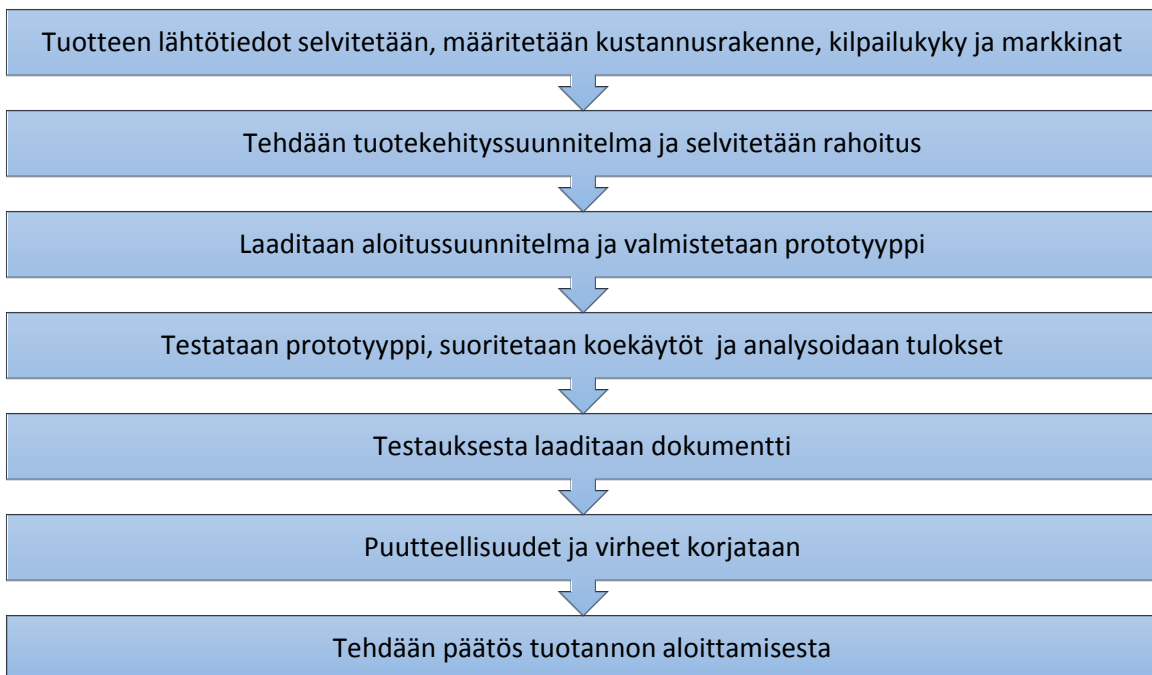 Tuotteen lähtötiedot selvitetään, määritetään kustannusrakenne, kilpailukyky ja markkinat
Tehdään tuotekehityssuunnitelma ja selvitetään rahoitus
Laaditaan aloitussuunnitelma ja valmistetaan prototyyppi
Testataan prototyyppi, suoritetaan koekäytöt ja analysoidaan tulokset
Testauksesta laaditaan dokumentti
Puutteellisuudet ja virheet korjataan
Tehdään päätös tuotannon aloittamisesta